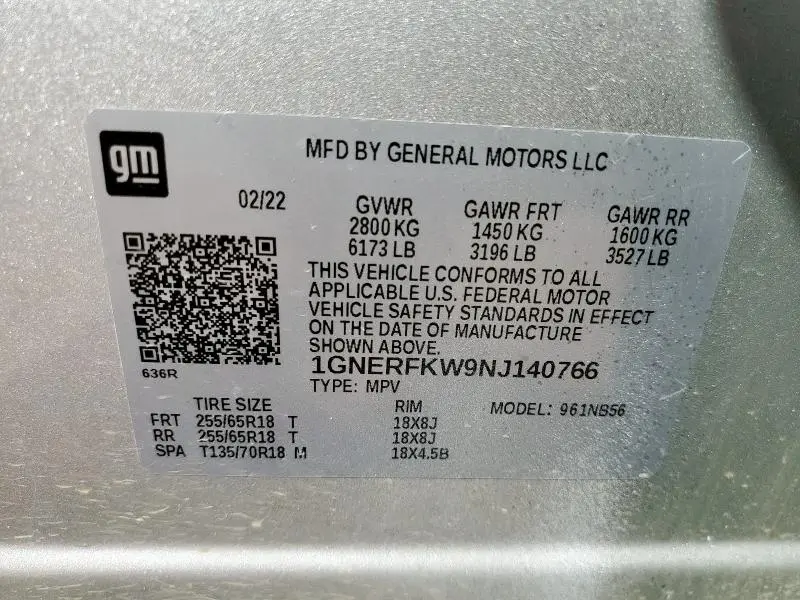 gm
MFD BY GENERAL MOTORS LLC
02/22
GVWR GAWR FRT GAWR RR
2800 KG 1450 KG 1600 KG
6173 LB 3196 LB 3527 LB
THIS VEHICLE CONFORMS TO ALL
APPLICABLE U.S. FEDERAL MOTOR
VEHICLE SAFETY STANDARDS IN EFFECT
ON THE DATE OF MANUFACTURE
SHOWN ABOVE.
636R
1GNERFKW9NJ140766
TYPE: MPV
TIRE SIZE RIM MODEL: 961NB56
FRT 255/65R18 T 18X8J
RR 255/65R18 T 18X8J
SPA T135/70R18 M 18X4.5B